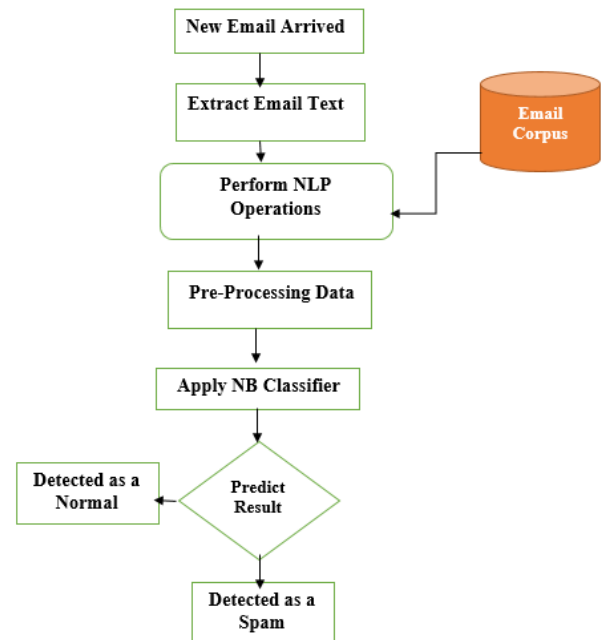 New Email Arrived
Extract Email Text
Email
Corpus
Perform NLP
Operations
Pre-Processing Data
Apply NB Classifier
Predict
Result
Detected as a
Normal
Detected as a
Spam